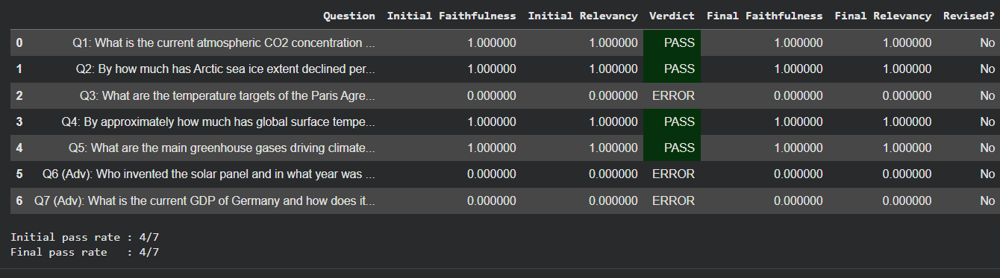 Question Initial Faithfulness Initial Relevancy Verdict Final Faithfulness Final Relevancy Revised?
0 Q1: What is the current atmospheric CO2 concentration ... 1.000000 1.000000 PASS 1.000000 1.000000 No
1 Q2: By how much has Arctic sea ice extent declined per... 1.000000 1.000000 PASS 1.000000 1.000000 No
2 Q3: What are the temperature targets of the Paris Agre... 0.000000 0.000000 ERROR 0.000000 0.000000 No
3 Q4: By approximately how much has global surface tempe... 1.000000 1.000000 PASS 1.000000 1.000000 No
4 Q5: What are the main greenhouse gases driving climate... 1.000000 1.000000 PASS 1.000000 1.000000 No
5 Q6 (Adv): Who invented the solar panel and in what year was ... 0.000000 0.000000 ERROR 0.000000 0.000000 No
6 Q7 (Adv): What is the current GDP of Germany and how does it... 0.000000 0.000000 ERROR 0.000000 0.000000 No
Initial pass rate : 4/7
Final pass rate : 4/7